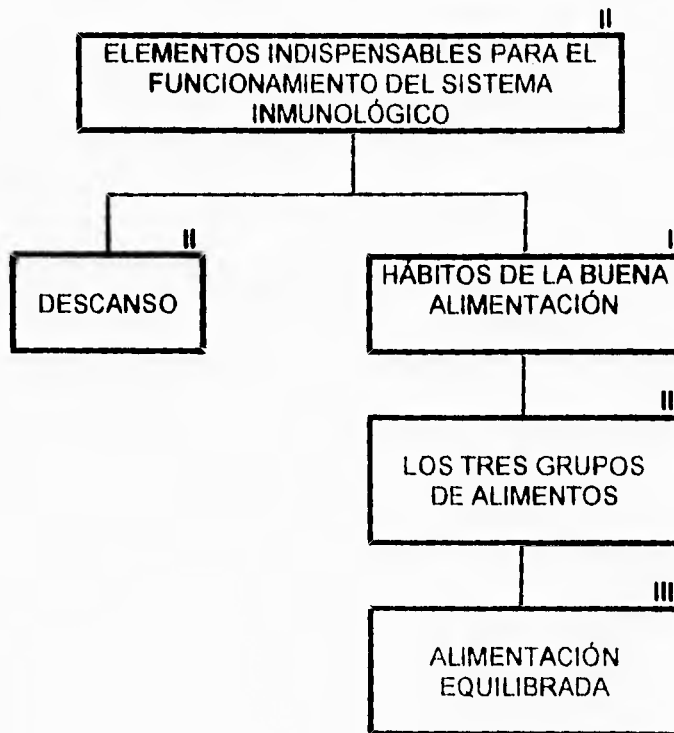 II
ELEMENTOS INDISPENSABLES PARA EL
FUNCIONAMIENTO DEL SISTEMA
INMUNOLÓGICO
II
DESCANSO
I
HÁBITOS DE LA BUENA
ALIMENTACIÓN
II
LOS TRES GRUPOS
DE ALIMENTOS
III
ALIMENTACIÓN
EQUILIBRADA